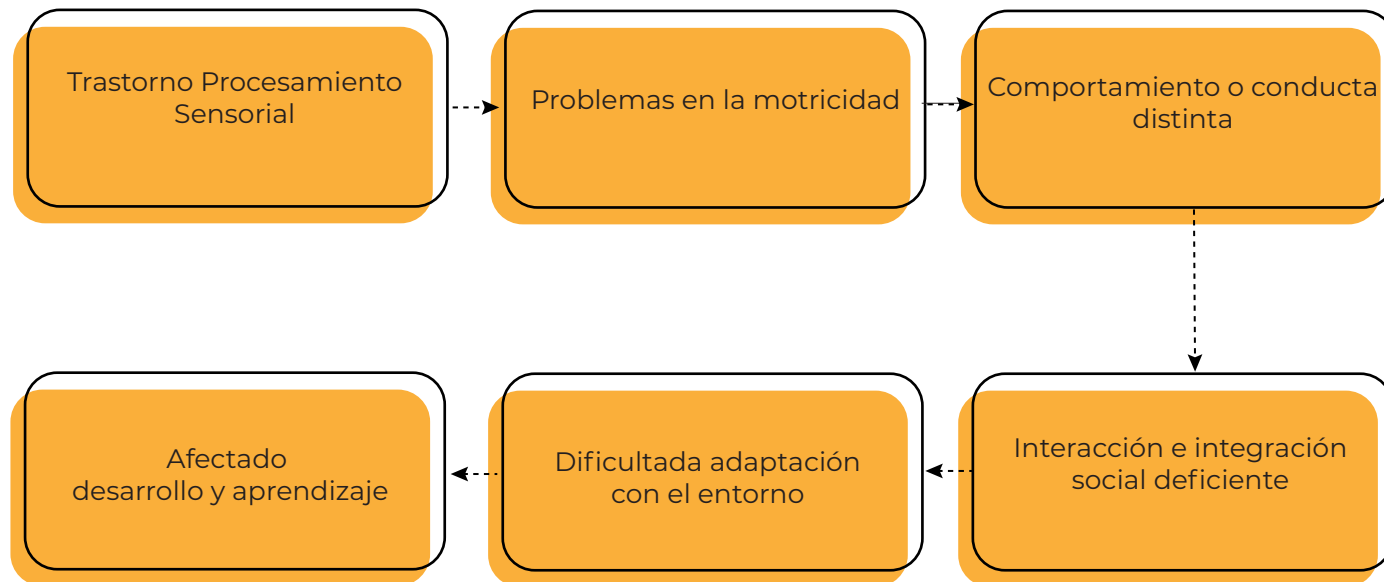 Trastorno Procesamiento
Sensorial
Problemas en la motricidad
Comportamiento o conducta
distinta
Interacción e integración
social deficiente
Dificultada adaptación
con el entorno
Afectado
desarrollo y aprendizaje